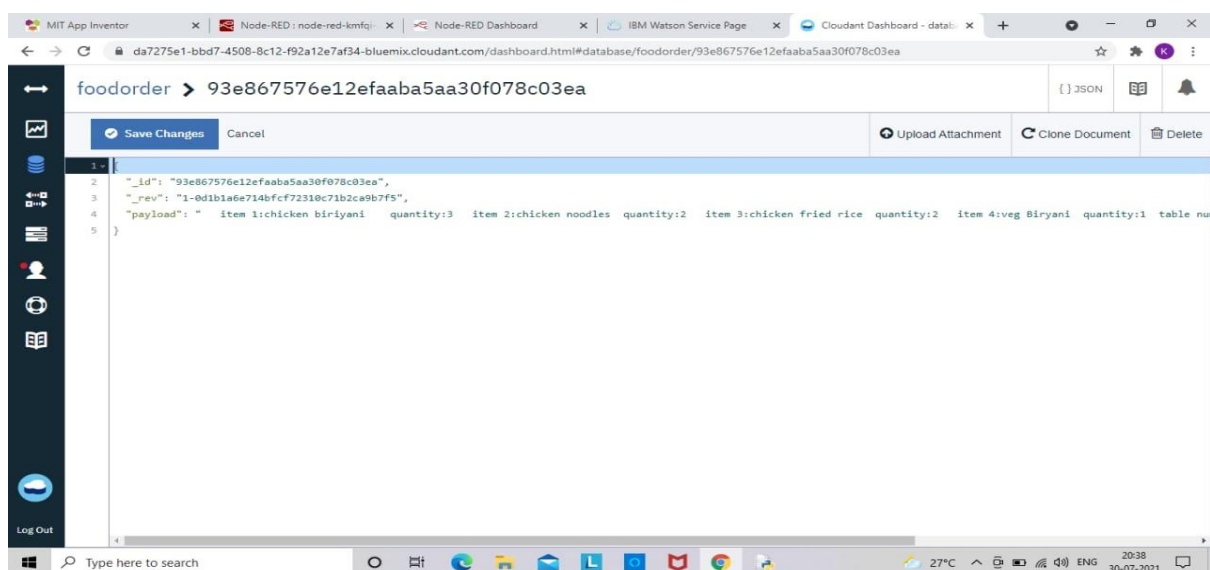 MIT App Inventor
Node-RED : node-red-kmfqi-
Node-RED Dashboard
IBM Watson Service Page
Cloudant Dashboard - datab
da7275e1-bbd7-4508-8c12-f92a12e7af34-bluemix.cloudant.com/dashboard.html#database/foodorder/93e867576e12efaaba5aa30f078c03ea
K
foodorder > 93e867576e12efaaba5aa30f078c03ea
{ } JSON
Save Changes Cancel
Upload Attachment Clone Document Delete
1 {
2 "_id": "93e867576e12efaaba5aa30f078c03ea",
3 "_rev": "1-0d1b1a6e714bfcf72310c71b2ca9b7f5",
4 "payload": " item 1:chicken biriyani quantity:3 item 2:chicken noodles quantity:2 item 3:chicken fried rice quantity:2 item 4:veg Biryani quantity:1 table nu
5 }
Log Out
Type here to search
L
27°C ENG
20:38
30-07-2021